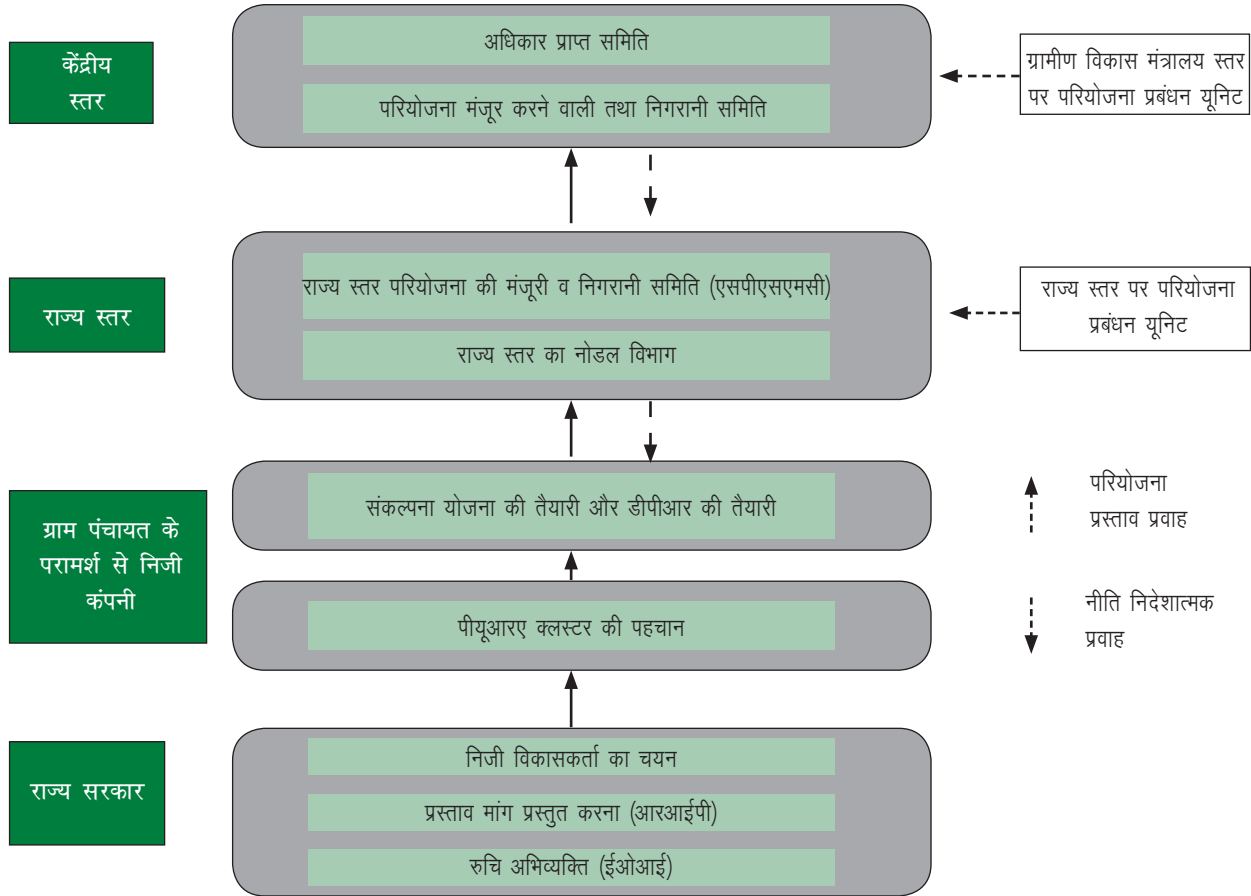 केंद्रीय
स्तर
अधिकार प्राप्त समिति
परियोजना मंजूर करने वाली तथा निगरानी समिति
ग्रामीण विकास मंत्रालय स्तर
पर परियोजना प्रबंधन यूनिट
राज्य स्तर
राज्य स्तर परियोजना की मंजूरी व निगरानी समिति (एसपीएसएमसी)
राज्य स्तर का नोडल विभाग
राज्य स्तर पर परियोजना
प्रबंधन यूनिट
ग्राम पंचायत के
परामर्श से निजी
कंपनी
संकल्पना योजना की तैयारी और डीपीआर की तैयारी
पीयूआरए क्लस्टर की पहचान
परियोजना
प्रस्ताव प्रवाह
नीति निदेशात्मक
प्रवाह
राज्य सरकार
निजी विकासकर्ता का चयन
प्रस्ताव मांग प्रस्तुत करना (आरआईपी)
रुचि अभिव्यक्ति (ईओआई)